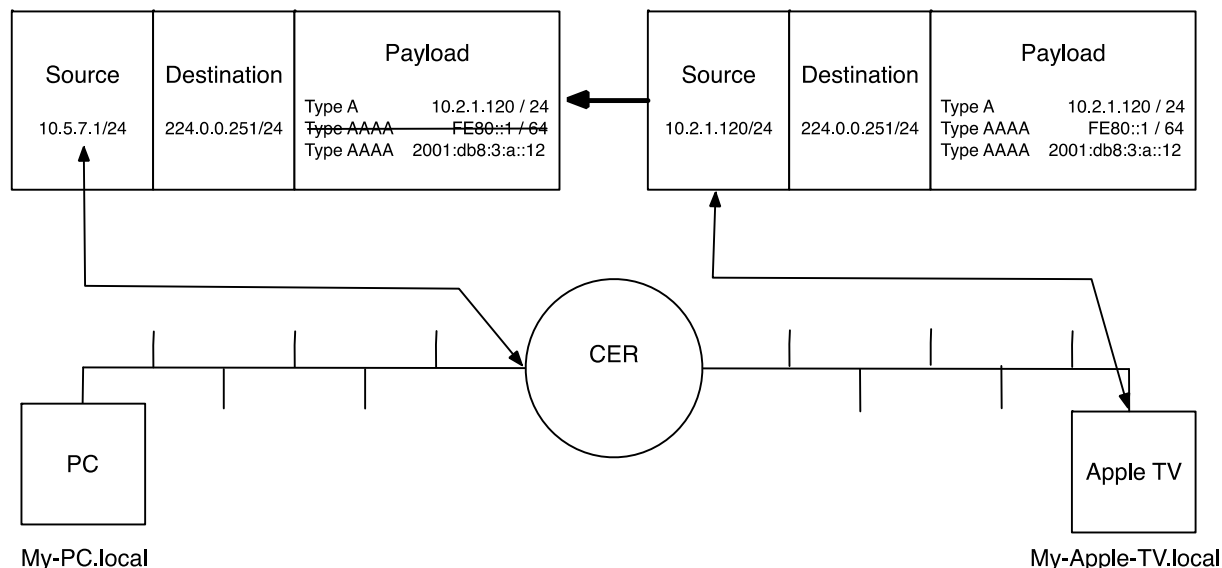 Source
Destination
Payload
10.5.7.1/24
224.0.0.251/24
Type A 10.2.1.120 / 24
Type AAAA FE80::1 / 64
Type AAAA 2001:db8:3:a::12
Source
Destination
Payload
10.2.1.120/24
224.0.0.251/24
Type A 10.2.1.120 / 24
Type AAAA FE80::1 / 64
Type AAAA 2001:db8:3:a::12
CER
PC
Apple TV
My-PC.local
My-Apple-TV.local